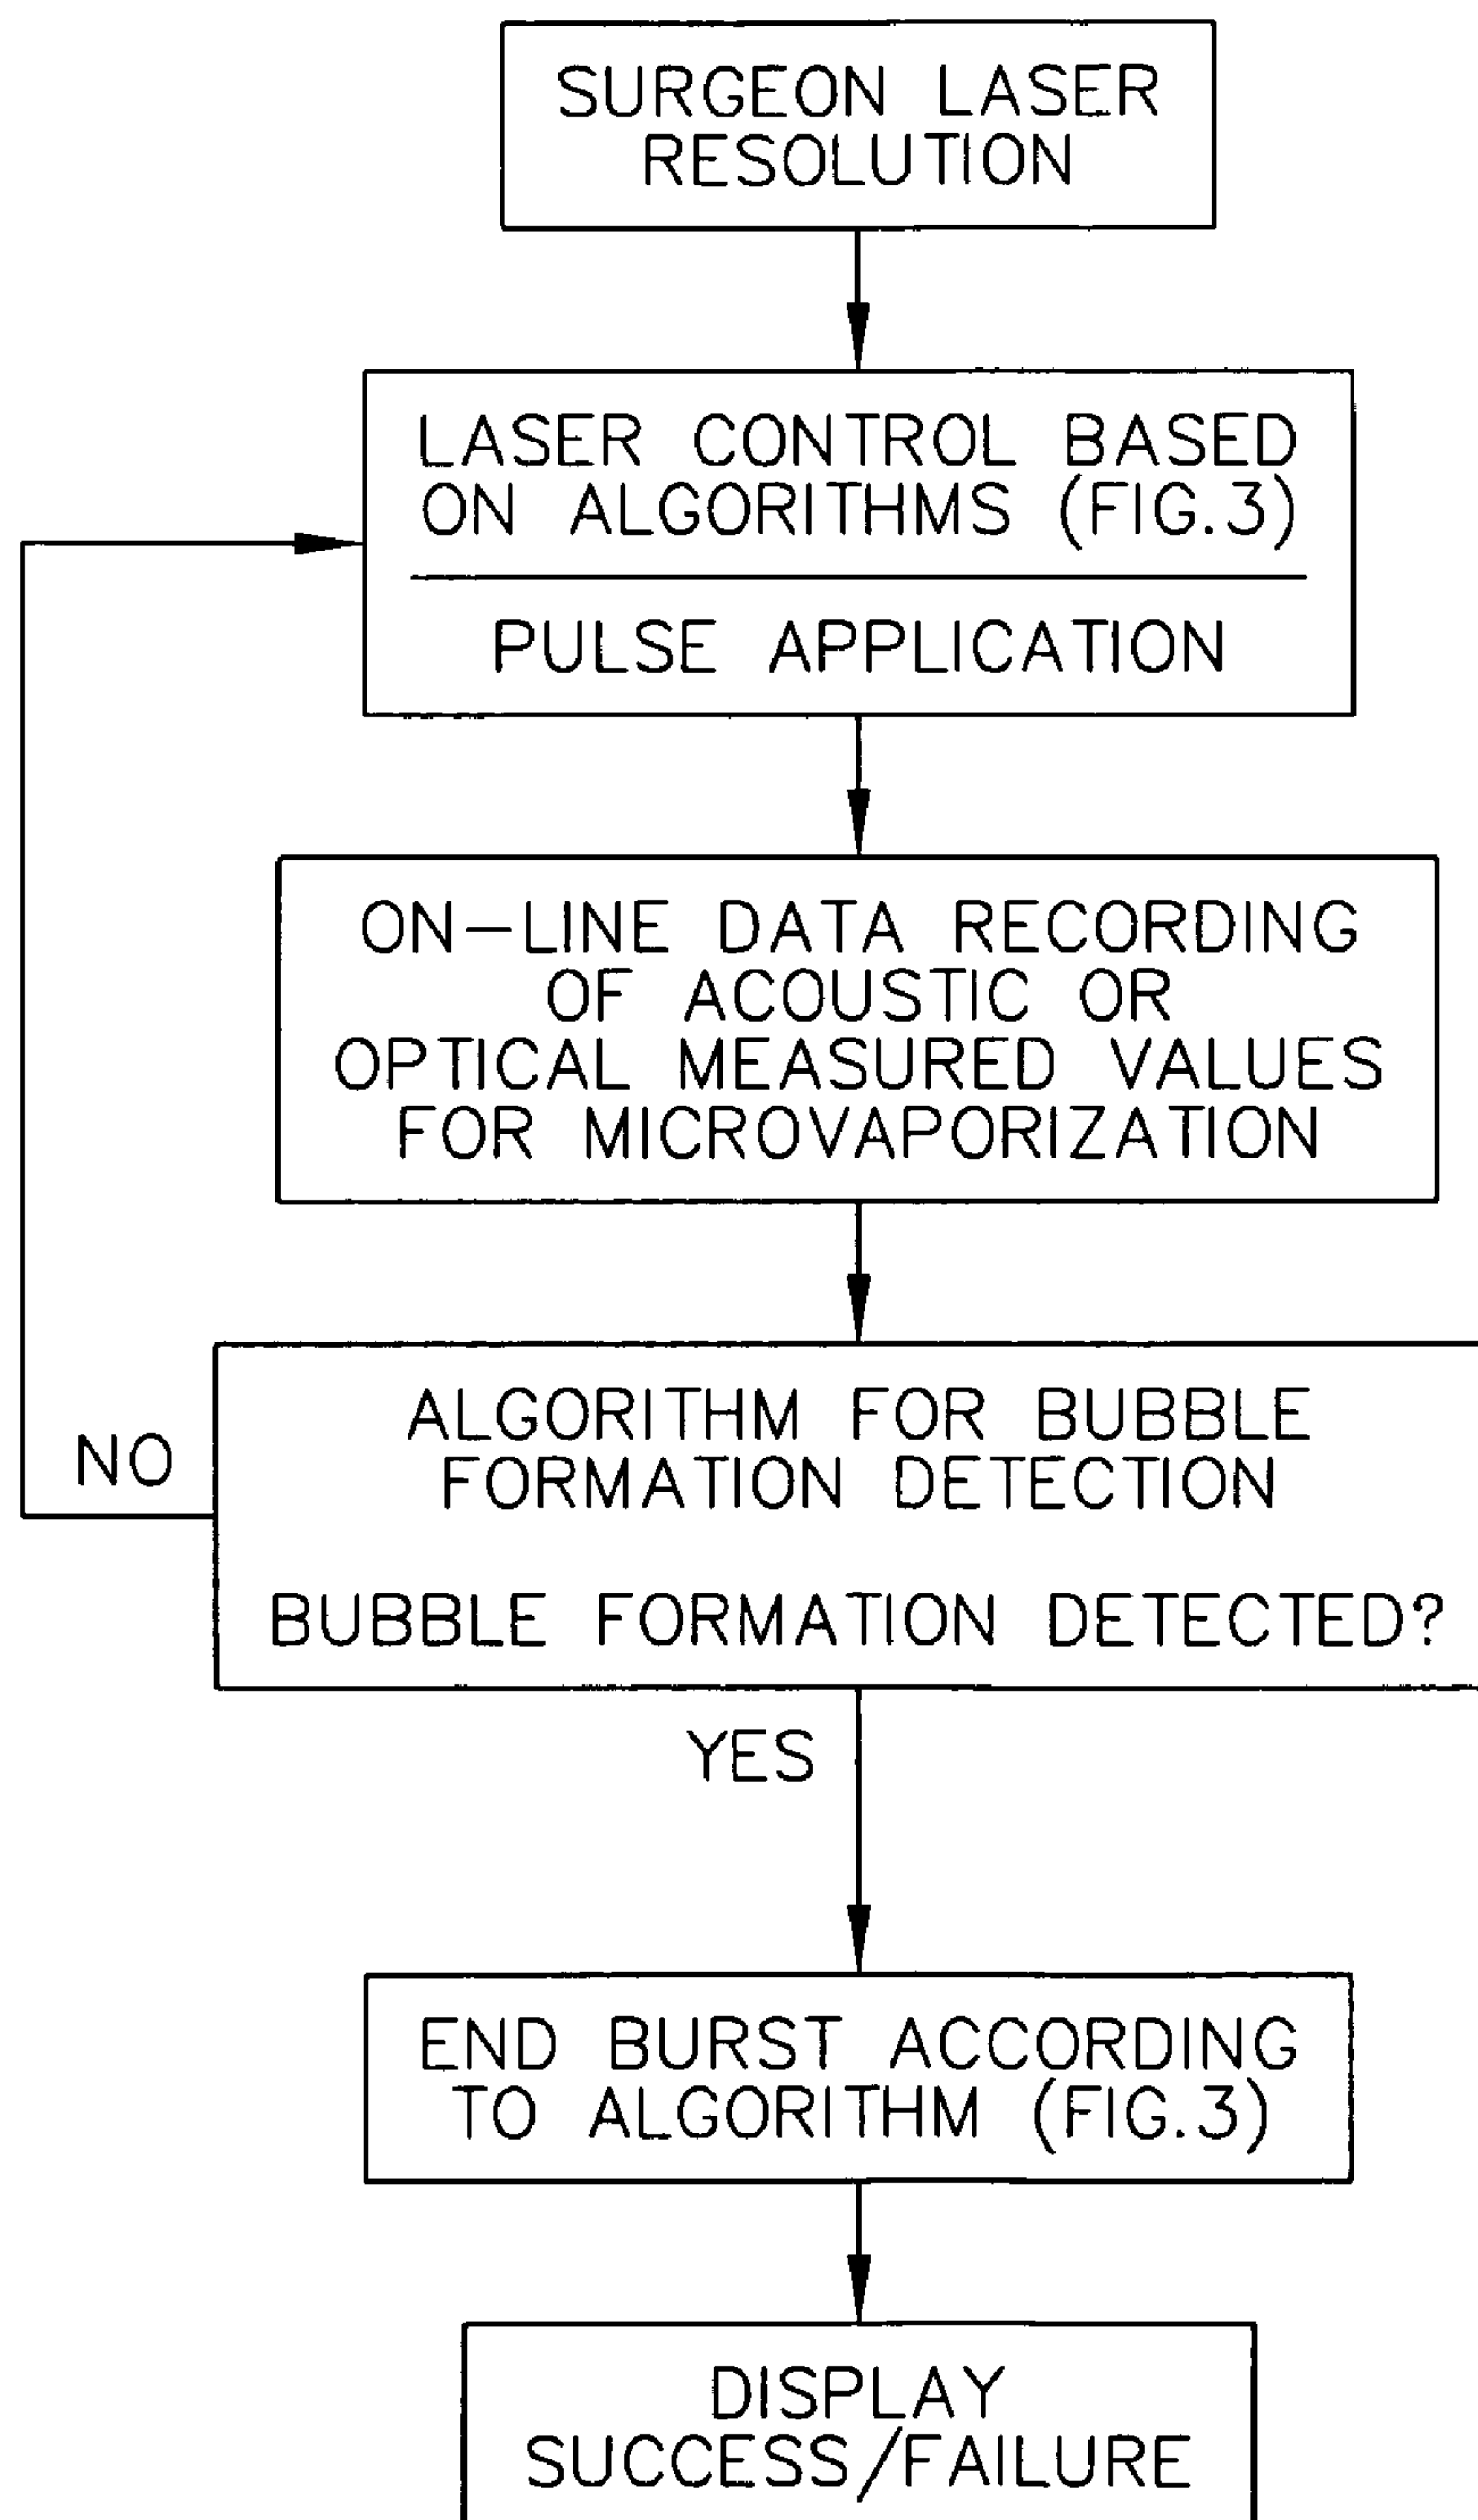 SURGEON LASER
RESOLUTION
LASER CONTROL BASED
ON ALGORITHMS (FIG.3)
PULSE APPLICATION
ON-LINE DATA RECORDING
OF ACOUSTIC OR
OPTICAL MEASURED VALUES
FOR MICROVAPORIZATION
ALGORITHM FOR BUBBLE
FORMATION DETECTION
NO
BUBBLE FORMATION DETECTED?
YES
END BURST ACCORDING
TO ALGORITHM (FIG.3)
DISPLAY
SUCCESS/FAILURE